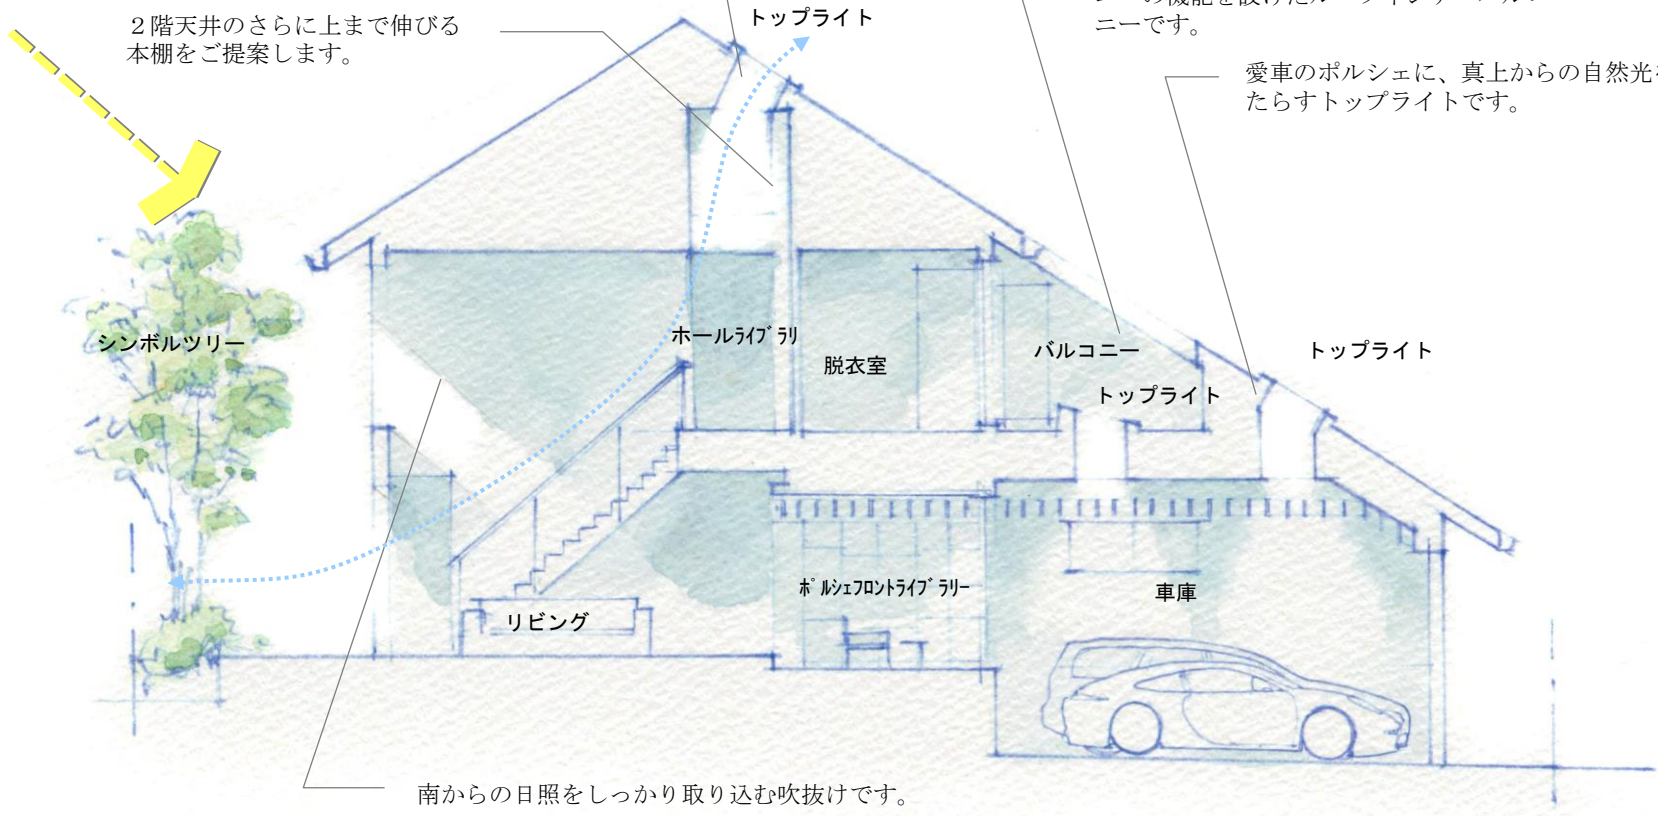 ２階天井のさらに上まで伸びる
本棚をご提案します。
トップライト
ニーです。
愛車のポルシェに、真上からの自然光を
たらすトップライトです。
シンボルツリー
ホールﾗｲﾌﾞﾗﾘ
脱衣室
バルコニー
トップライト
トップライト
リビング
ﾎﾟﾙｼｪﾌﾛﾝﾄﾗｲﾌﾞﾗﾘｰ
車庫
南からの日照をしっかり取り込む吹抜けです。